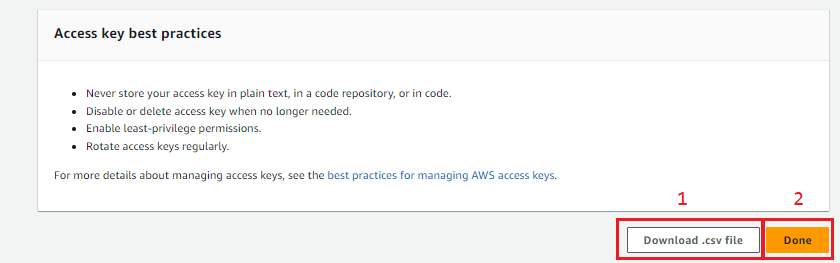 Access key best practices
• Never store your access key in plain text, in a code repository, or in code.
• Disable or delete access key when no longer needed.
• Enable least-privilege permissions.
• Rotate access keys regularly.
For more details about managing access keys, see the best practices for managing AWS access keys.
1 2
Download .csv file Done